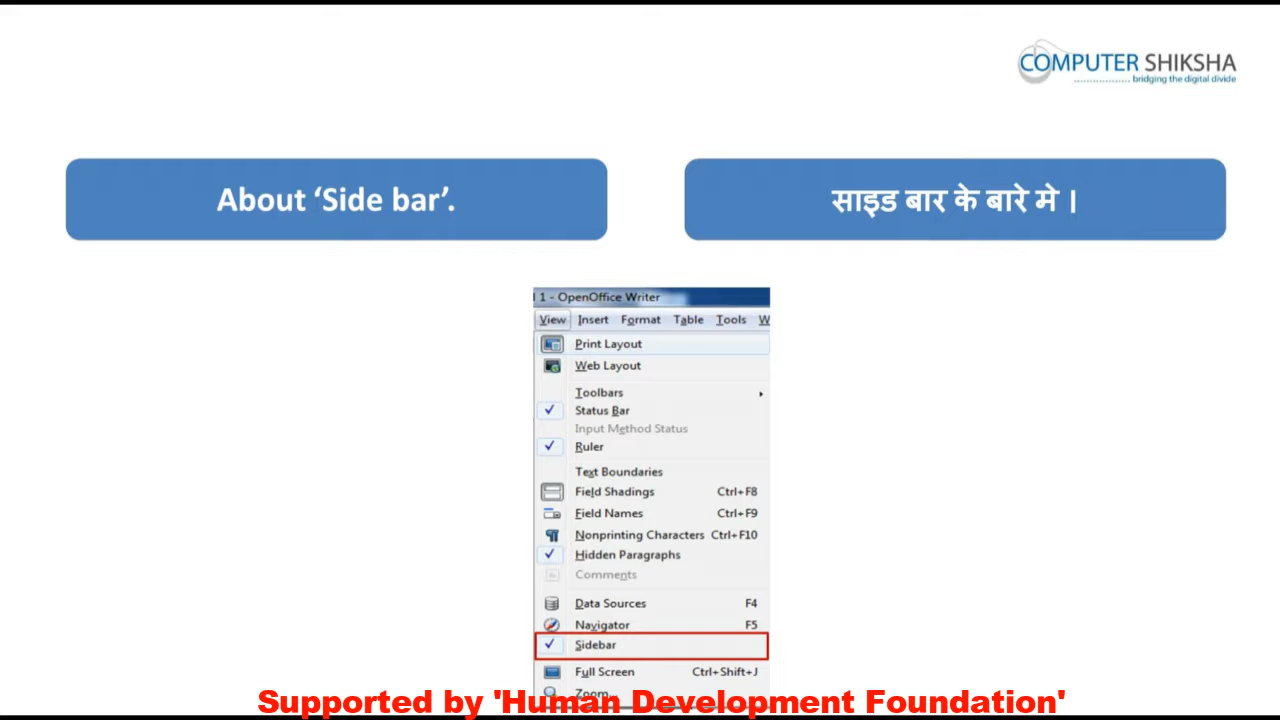 COMPUTER SHIKSHA
bridging the digital divide
About ‘Side bar’.
साइड बार के बारे मे |
l 1 - OpenOffice Writer
View Insert Format Table Tools W
Print Layout
Web Layout
Toolbars
Status Bar
Input Method Status
Ruler
Text Boundaries
Field Shadings Ctrl+F8
Field Names Ctrl+F9
Nonprinting Characters Ctrl+F10
Hidden Paragraphs
Comments
Data Sources F4
Navigator F5
Sidebar
Full Screen Ctrl+Shift+J
Zoom...
Supported by 'Human Development Foundation'